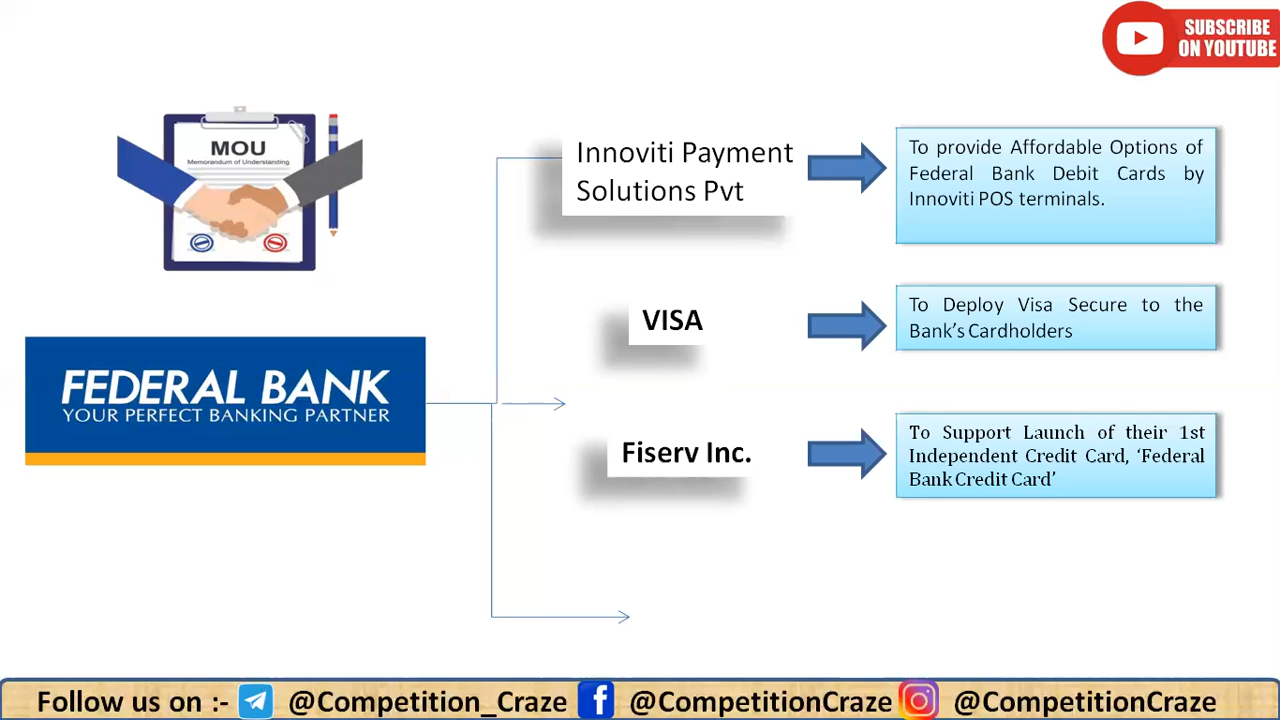 SUBSCRIBE
ON YOUTUBE
MOU
Memorandum of Understanding
Innoviti Payment
Solutions Pvt
To provide Affordable Options of
Federal Bank Debit Cards by
Innoviti POS terminals.
VISA
To Deploy Visa Secure to the
Bank's Cardholders
FEDERAL BANK
YOUR PERFECT BANKING PARTNER
Fiserv Inc.
To Support Launch of their 1st
Independent Credit Card, ‘Federal
Bank Credit Card’
Follow us on :- @Competition_Craze @CompetitionCraze @CompetitionCraze